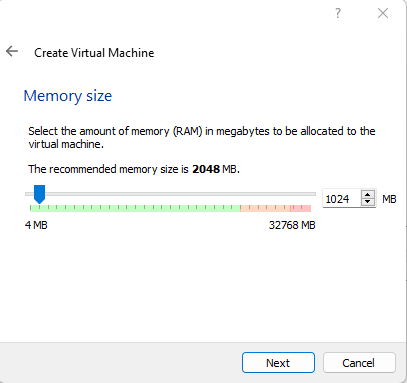 ?
Create Virtual Machine
Memory size
Select the amount of memory (RAM) in megabytes to be allocated to the
virtual machine.
The recommended memory size is 2048 MB.
1024 MB
4 MB 32768 MB
Next Cancel